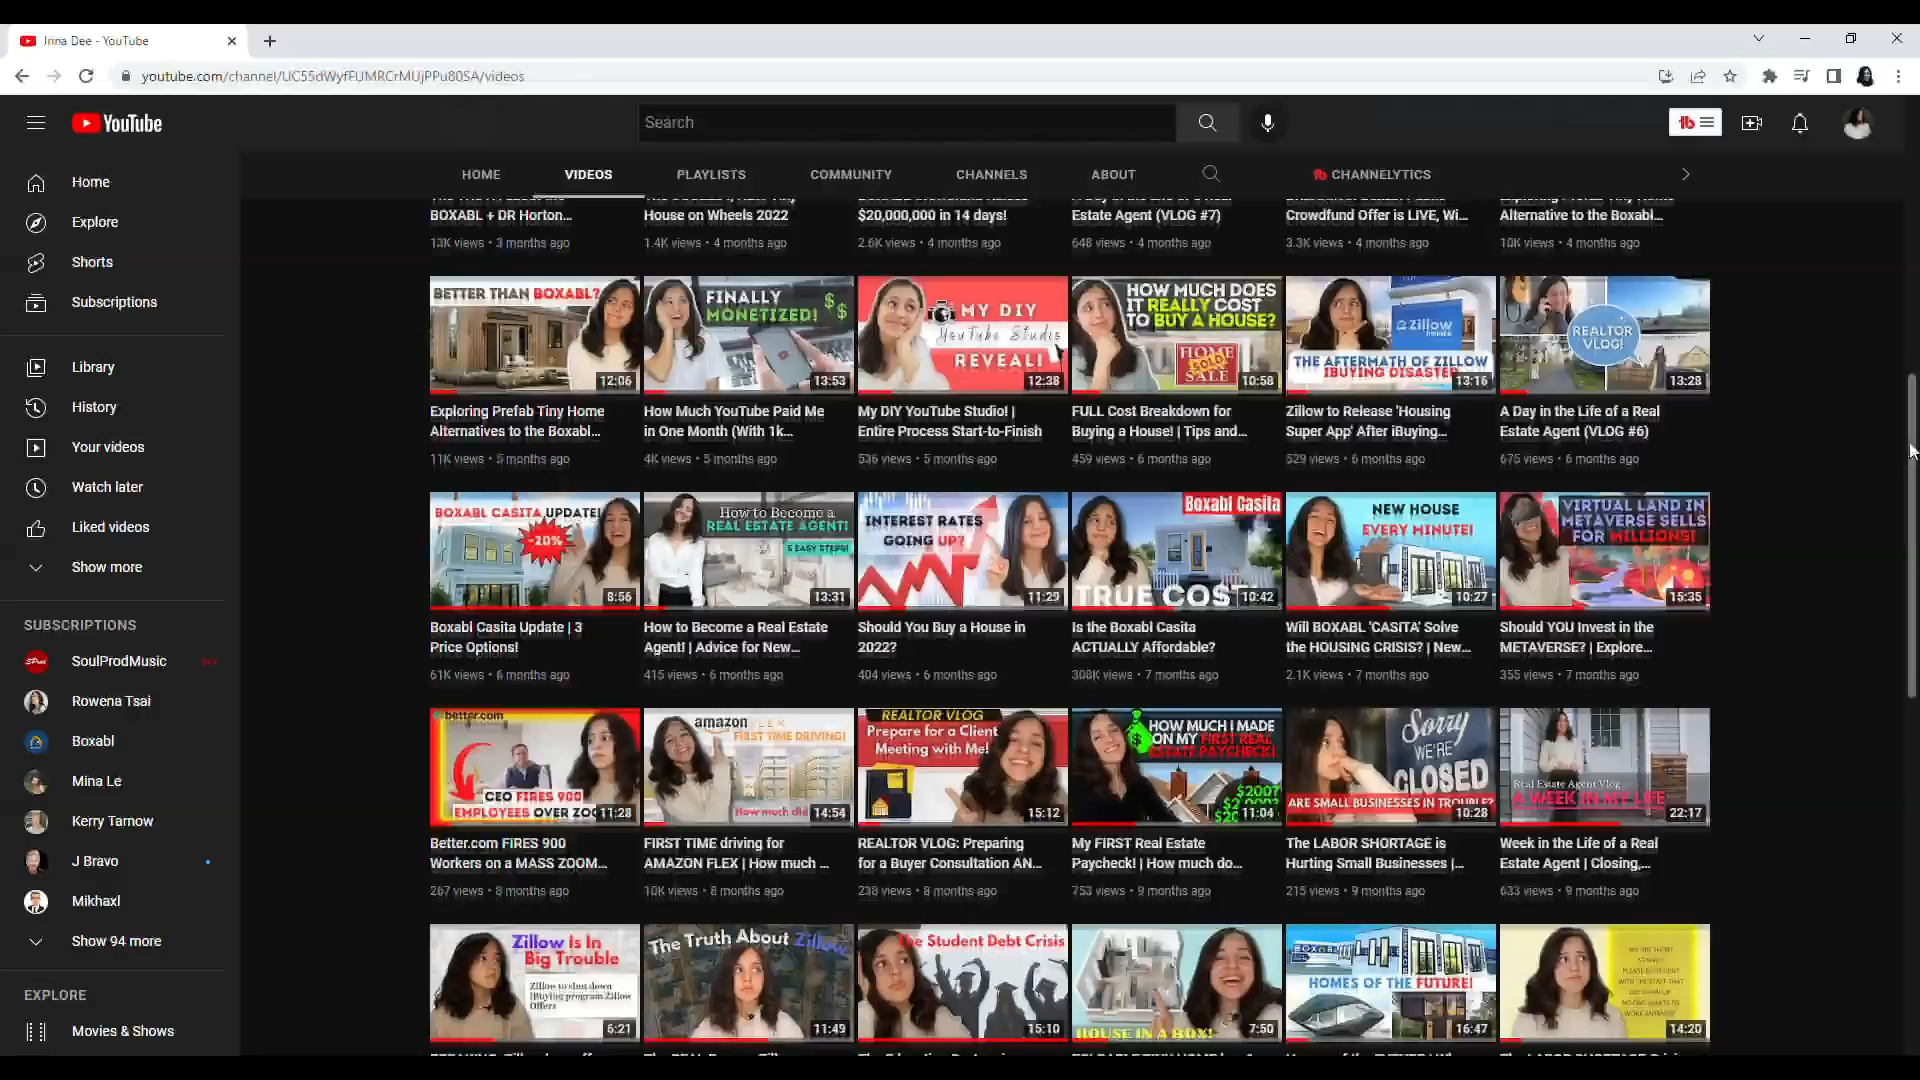 Irina Dee - YouTube
youtube.com/channel/UC55dWyfFUMRCrMUjPPu80SA/videos
YouTube
Search
HOME
VIDEOS
PLAYLISTS
COMMUNITY
CHANNELS
ABOUT
CHANNELYTICS
Home
Explore
Shorts
Subscriptions
Library
History
Your videos
Watch later
Liked videos
Show more
SUBSCRIPTIONS
SoulProdMusic
Rowena Tsai
Boxabl
Mina Le
Kerry Tarnow
J Bravo
Mikhaxl
Show 94 more
EXPLORE
Movies & Shows
BOXABL + DR Horton...
13K views • 3 months ago
House on Wheels 2022
1.4K views • 4 months ago
$20,000,000 in 14 days!
2.6K views • 4 months ago
Estate Agent (VLOG #7)
648 views • 4 months ago
Crowdfund Offer is LIVE, Wi...
3.3K views • 4 months ago
Alternative to the Boxabl...
10K views • 4 months ago
BETTER THAN BOXABL?
12:06
Exploring Prefab Tiny Home
Alternatives to the Boxabl...
11K views • 5 months ago
FINALLY
MONETIZED!
$$
13:53
How Much YouTube Paid Me
in One Month (With 1k...
4K views • 5 months ago
MY DIY
YouTube Studio
REVEAL!
12:38
My DIY YouTube Studio! |
Entire Process Start-to-Finish
536 views • 5 months ago
HOW MUCH DOES
IT REALLY COST
TO BUY A HOUSE?
HOME
SOLD
SALE
10:58
FULL Cost Breakdown for
Buying a House! | Tips and...
459 views • 6 months ago
Zillow
THE AFTERMATH OF ZILLOW
IBUYING DISASTER
13:16
Zillow to Release 'Housing
Super App' After iBuying...
529 views • 6 months ago
REALTOR
VLOG!
13:28
A Day in the Life of a Real
Estate Agent (VLOG #6)
675 views • 6 months ago
BOXABL CASITA UPDATE!
-20%
8:56
Boxabl Casita Update | 3
Price Options!
61K views • 6 months ago
How to Become a
REAL ESTATE AGENT!
5 EASY STEPS!
13:31
How to Become a Real Estate
Agent! | Advice for New...
415 views • 6 months ago
INTEREST RATES
GOING UP?
11:29
Should You Buy a House in
2022?
404 views • 6 months ago
Boxabl Casita
TRUE COS
10:42
Is the Boxabl Casita
ACTUALLY Affordable?
308K views • 7 months ago
NEW HOUSE
EVERY MINUTE!
10:27
Will BOXABL 'CASITA' Solve
the HOUSING CRISIS? | New...
2.1K views • 7 months ago
VIRTUAL LAND IN
METAVERSE SELLS
FOR MILLIONS!
15:35
Should YOU Invest in the
METAVERSE? | Explore...
355 views • 7 months ago
better.com
CEO FIRES 900
EMPLOYEES OVER ZO
11:28
Better.com FIRES 900
Workers on a MASS ZOOM...
267 views • 8 months ago
amazon FLEX
FIRST TIME DRIVING!
How much did
14:54
FIRST TIME driving for
AMAZON FLEX | How much ...
10K views • 8 months ago
REALTOR VLOG
Prepare for a Client
Meeting with Me!
15:12
REALTOR VLOG: Preparing
for a Buyer Consultation AN...
238 views • 8 months ago
HOW MUCH I MADE
ON MY FIRST REAL
ESTATE PAYCHECK!
$200?
11:04
My FIRST Real Estate
Paycheck! | How much do...
753 views • 9 months ago
Sorry
WE'RE
CLOSED
ARE SMALL BUSINESSES IN TROUBLE?
10:28
The LABOR SHORTAGE is
Hurting Small Businesses |...
215 views • 9 months ago
Real Estate Agent Vlog
A WEEK IN MY LIFE
22:17
Week in the Life of a Real
Estate Agent | Closing,...
633 views • 9 months ago
Zillow Is In
Big Trouble
Zillow to shut down
iBuying program Zillow
Offers
6:21
The Truth About Zillow
11:49
The Student Debt Crisis
15:10
HOUSE IN A BOX!
7:50
BOXABL
HOMES OF THE FUTURE!
16:47
14:20